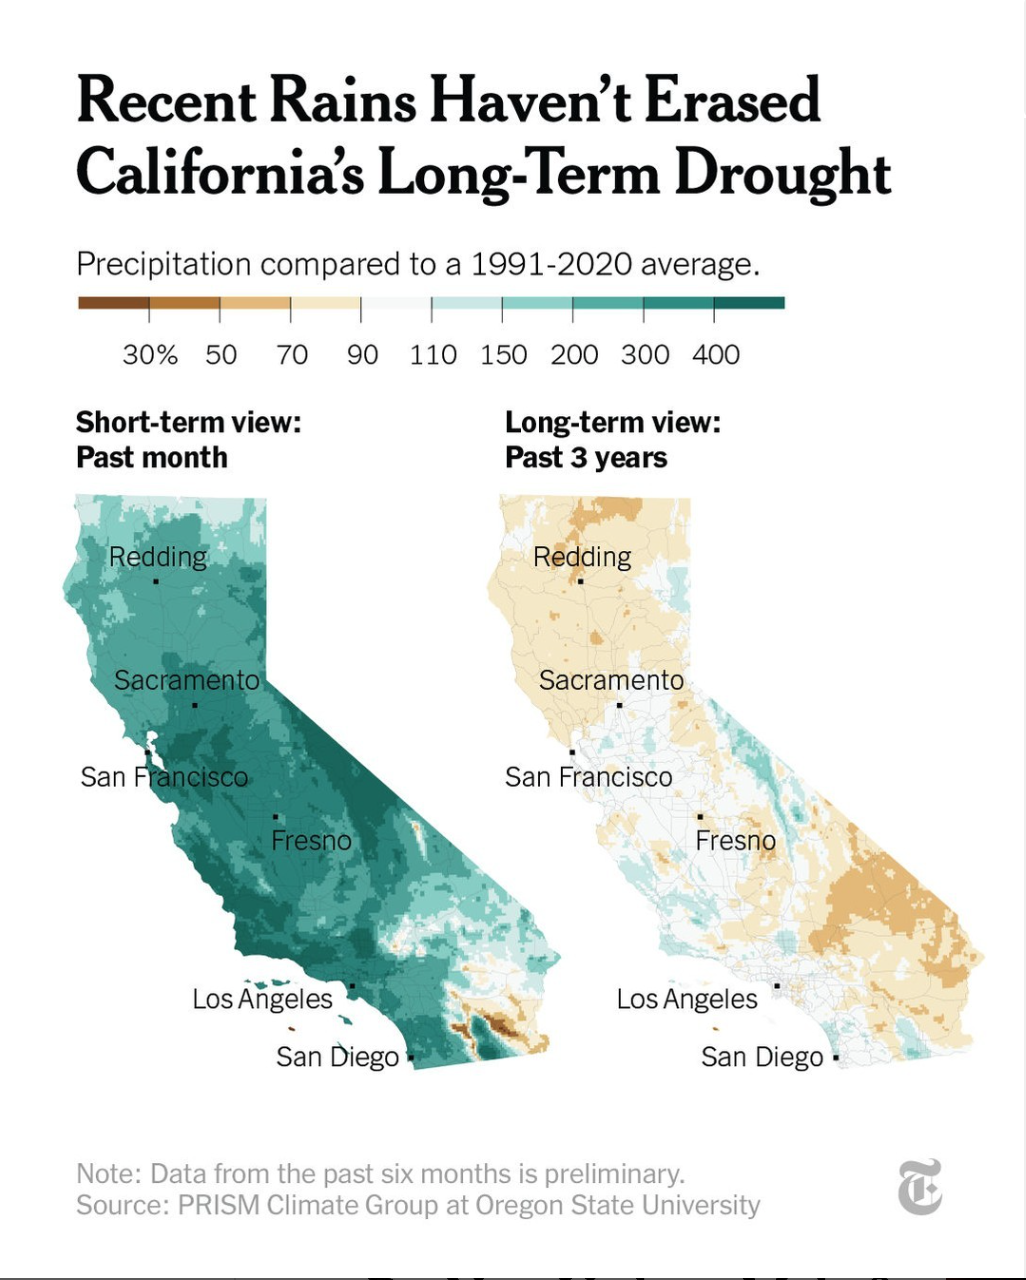 Recent Rains Haven’t Erased
California’s Long-Term Drought
Precipitation compared to a 1991-2020 average.
30% 50 70 90 110 150 200 300 400
Short-term view:
Past month
Long-term view:
Past 3 years
Redding
Sacramento
San Francisco
Fresno
Los Angeles
San Diego
Redding
Sacramento
San Francisco
Fresno
Los Angeles
San Diego
Note: Data from the past six months is preliminary.
Source: PRISM Climate Group at Oregon State University
T